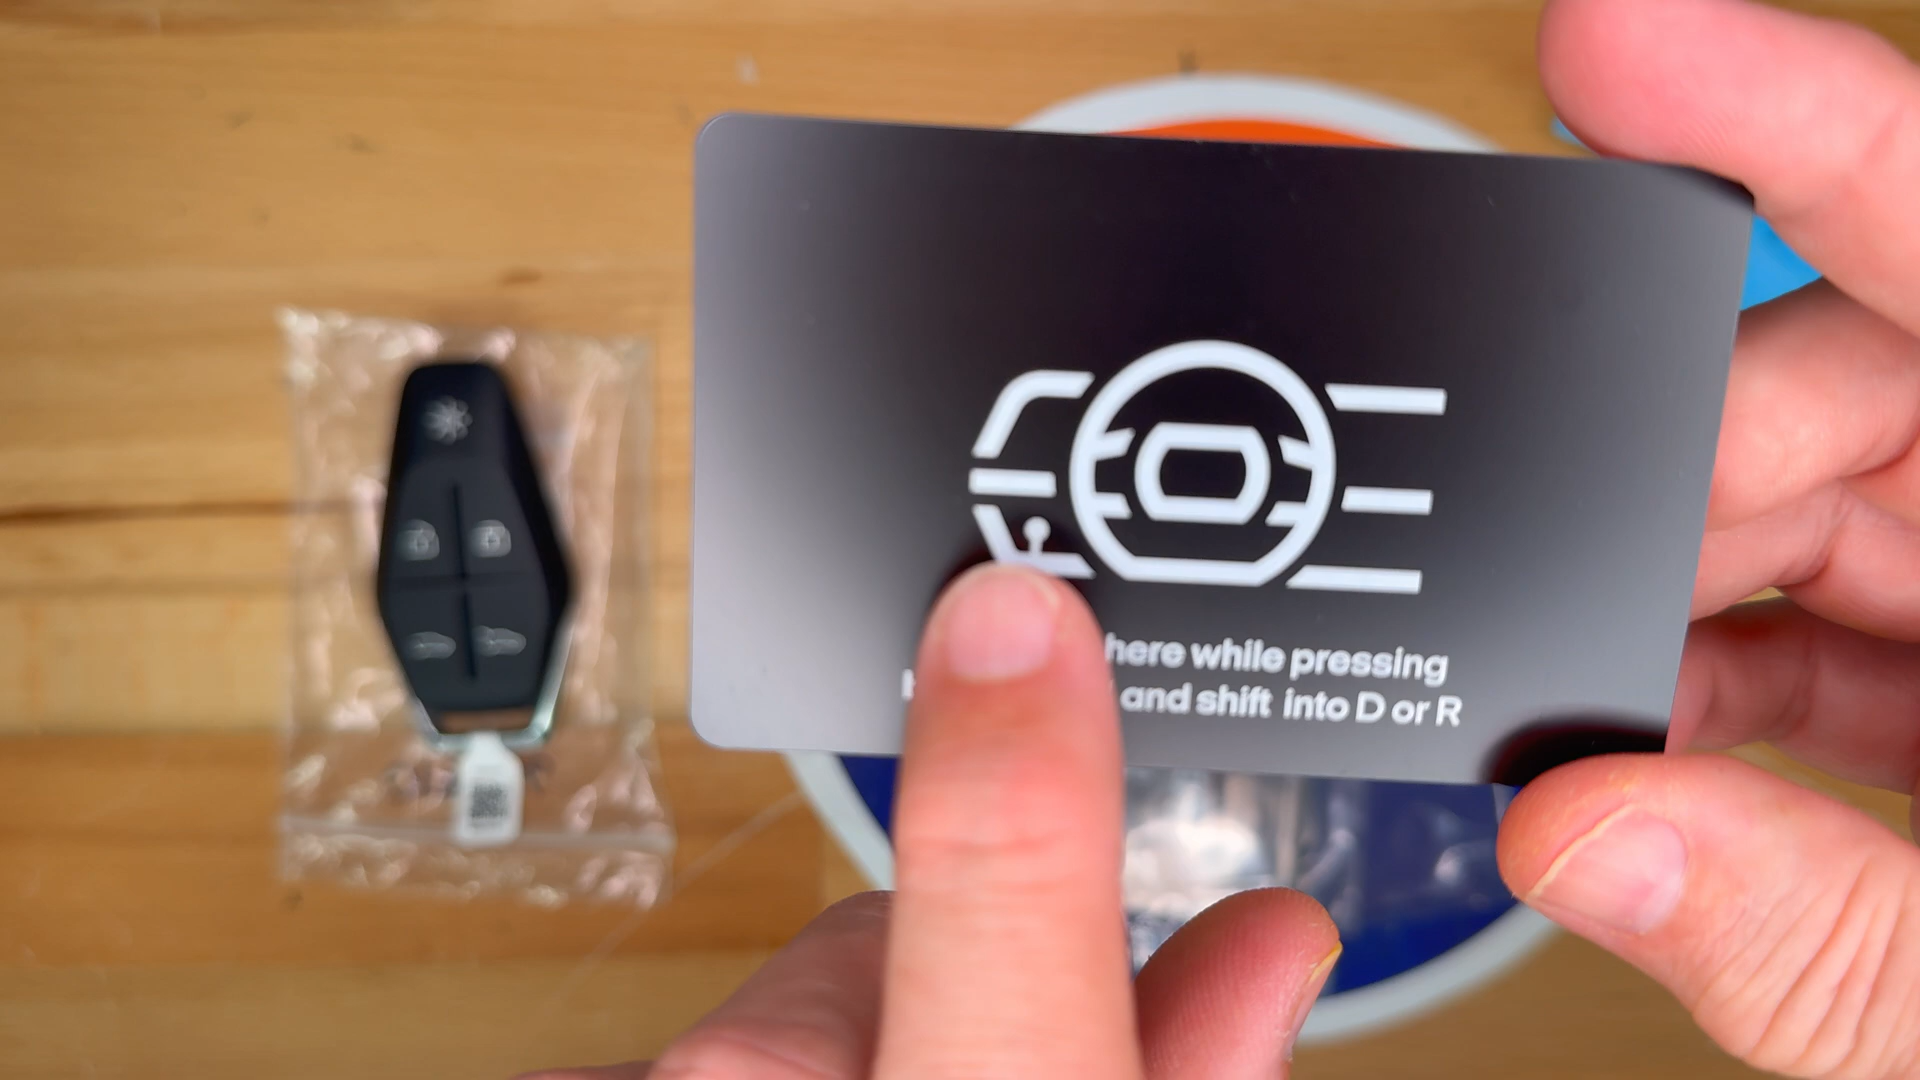 here while pressing
and shift into D or R